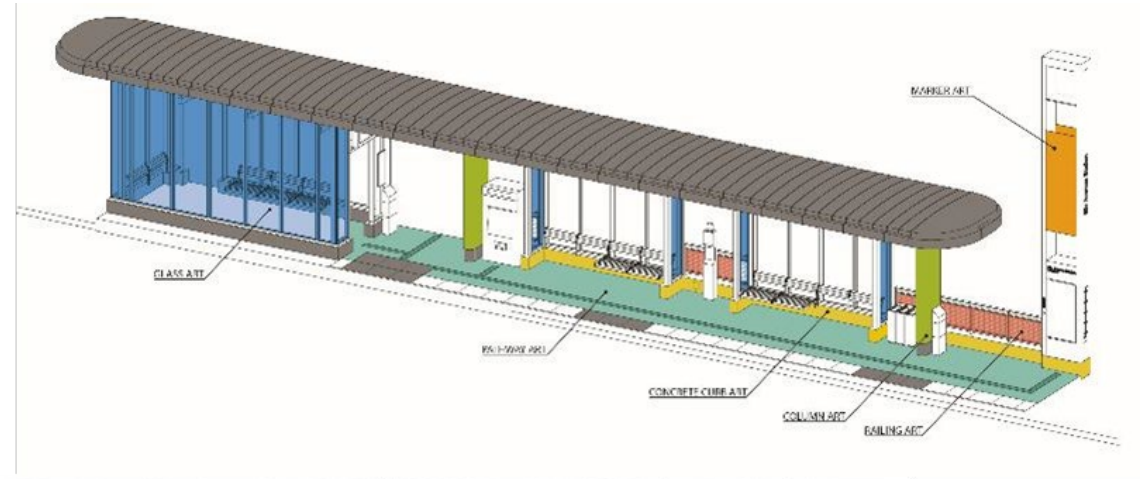 MARKER ART
GLASS ART
PATHWAY ART
CONCRETE CURB ART
COLUMN ART
RAILING ART